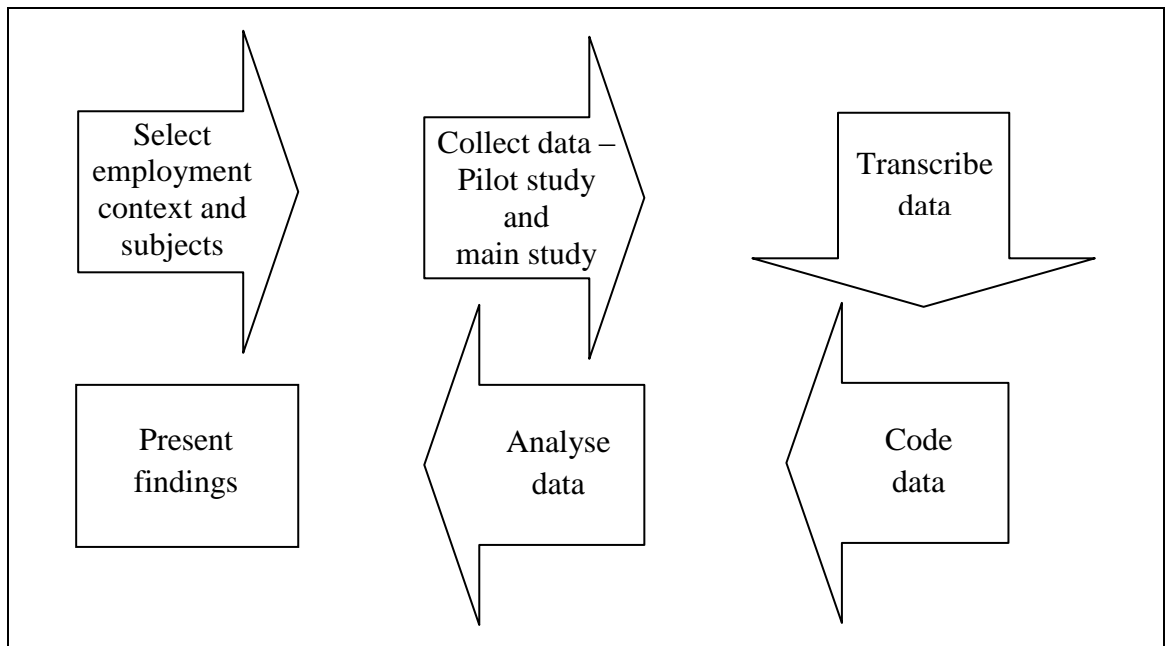 Select
employment
context and
subjects
Collect data –
Pilot study
and
main study
Transcribe
data
Code
data
Analyse
data
Present
findings